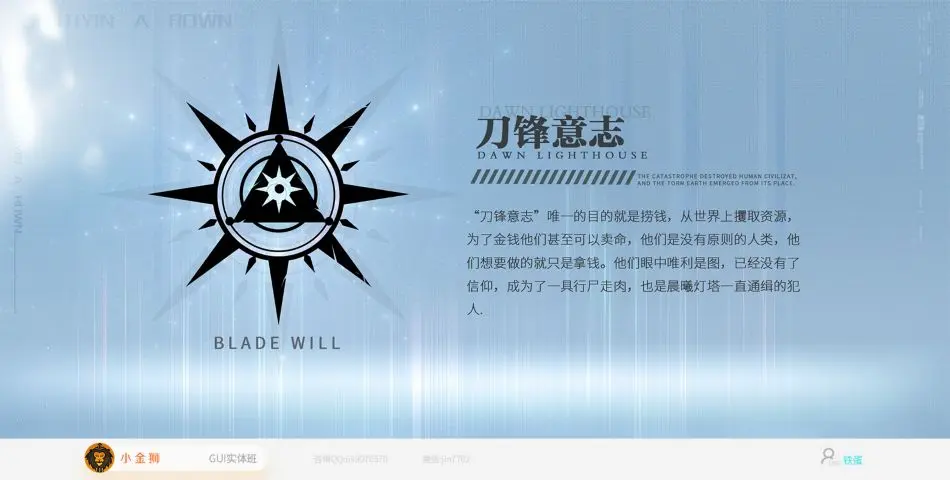 DAWN LIGHTHOUSE
刀锋意志
DAWN LIGHTHOUSE
THE CATASTROPHE DESTROYED HUMAN CIVILIZAT,
AND THE TORN EARTH EMERGED FROM ITS PLACE.
“刀锋意志”唯一的目的就是捞钱，从世界上攫取资源，
为了金钱他们甚至可以卖命，他们是没有原则的人类，他
们想要做的就只是拿钱。他们眼中唯利是图，已经没有了
信仰，成为了一具行尸走肉，也是晨曦灯塔一直通缉的犯
人.
BLADE WILL
小金狮
GUI实体班
铁蛋